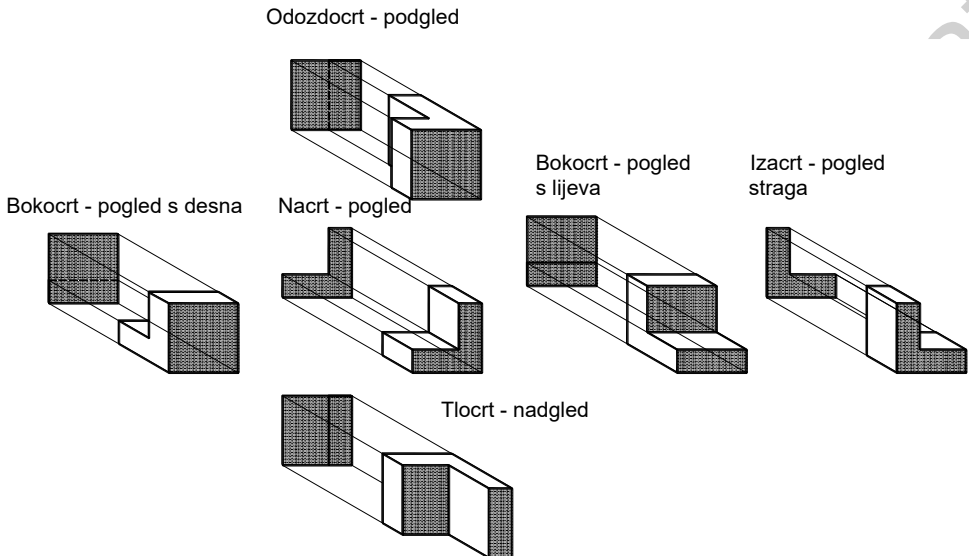 Odozdocrt - podgled
Bokocrt - pogled
s lijeva
Izacrt - pogled
straga
Bokocrt - pogled s desna
Nacrt - pogled
Tlocrt - nadgled